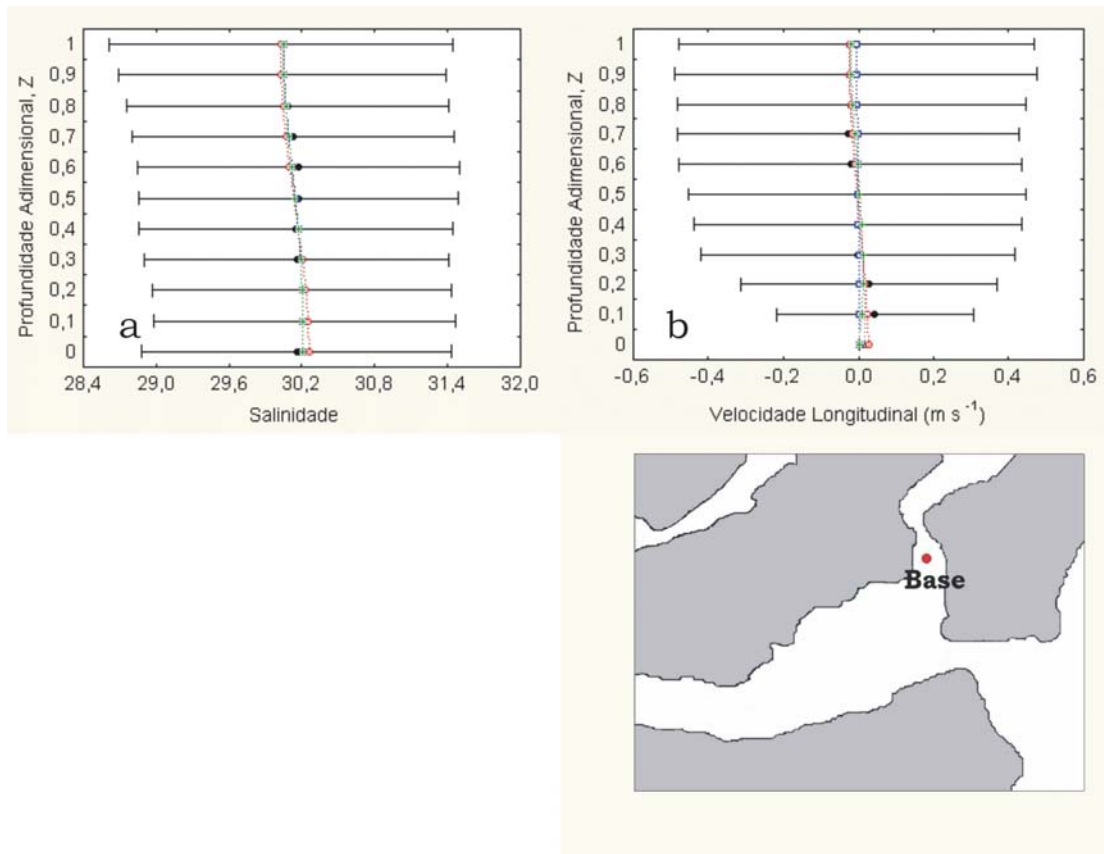 Profundidade Adimensional, Z
1
0,9
0,8
0,7
0,6
0,5
0,4
0,3
0,2
0,1
0
a
28,4 29,0 29,6 30,2 30,8 31,4 32,0
Salinidade
Profundidade Adimensional, Z
1
0,9
0,8
0,7
0,6
0,5
0,4
0,3
0,2
0,1
0
b
-0,6 -0,4 -0,2 0,0 0,2 0,4 0,6
Velocidade Longitudinal (m s -1)
Base